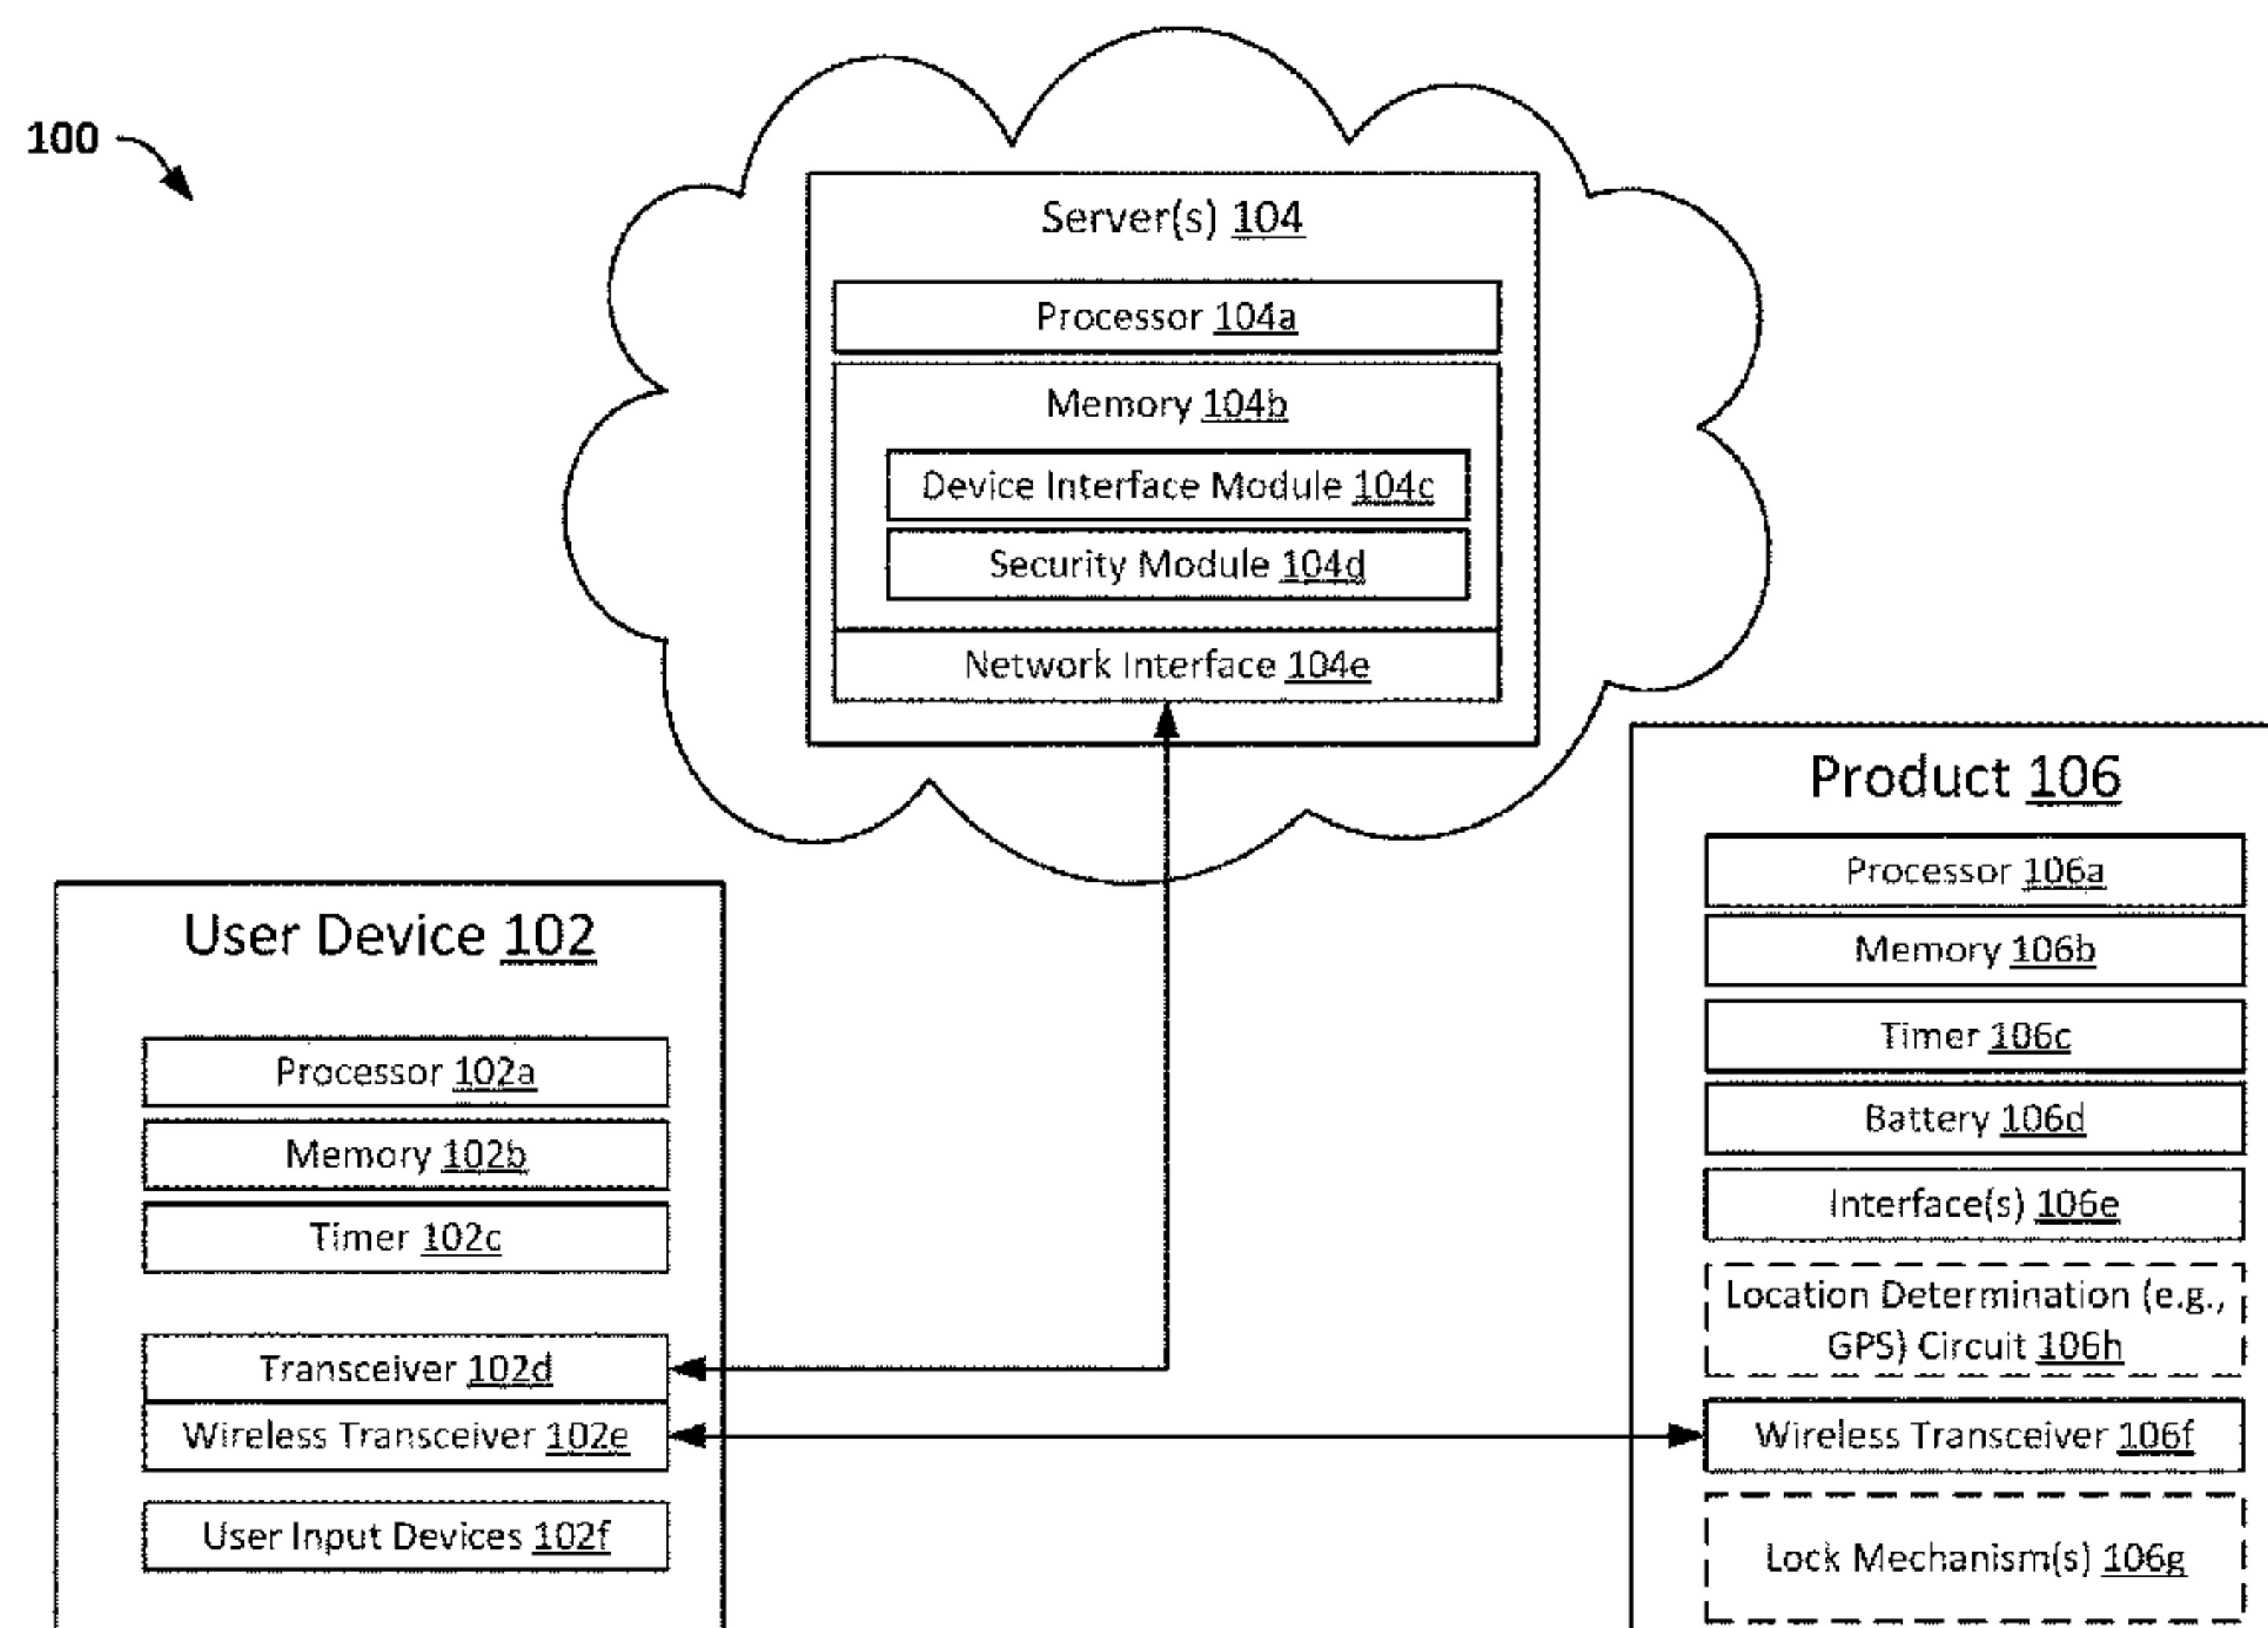 100
Server(s) 104
Processor 104a
Memory 104b
Device Interface Module 104c
Security Module 104d
Network Interface 104e
User Device 102
Processor 102a
Memory 102b
Timer 102c
Transceiver 102d
Wireless Transceiver 102e
User Input Devices 102f
Product 106
Processor 106a
Memory 106b
Timer 106c
Battery 106d
Interface(s) 106e
Location Determination (e.g.,
GPS) Circuit 106h
Wireless Transceiver 106f
Lock Mechanism(s) 106g